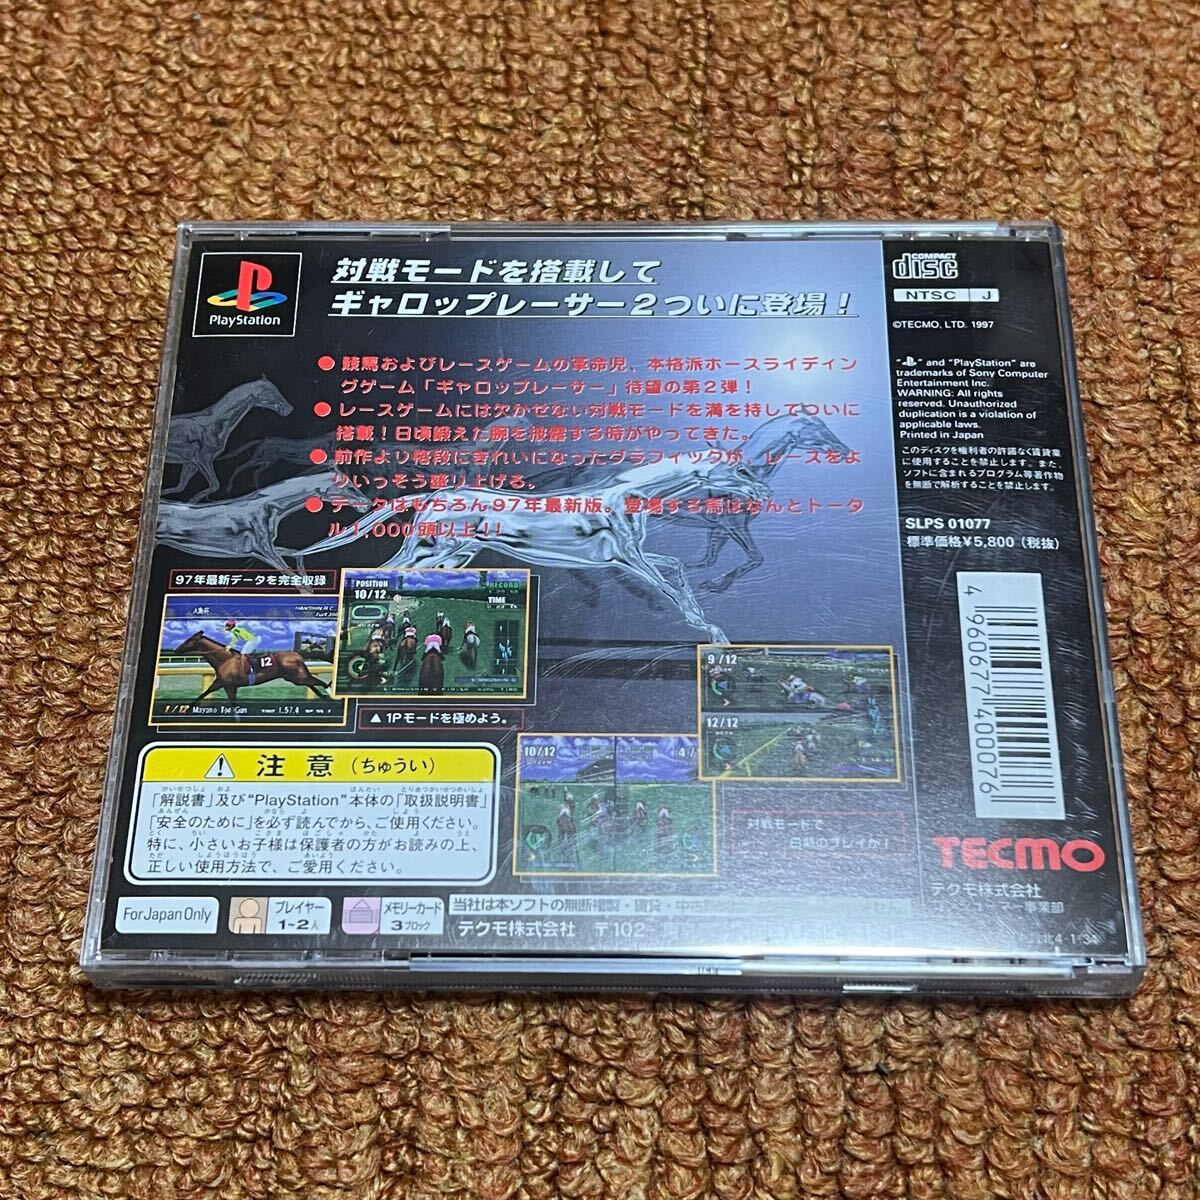 PlayStation
対戦モードを搭載して
ギャロップレーサー2ついに登場!
● 競馬およびレースゲームの革命児、本格派ホースライディン
グゲーム「ギャロップレーサー」待望の第2弾!
● レースゲームには欠かせない対戦モードを満を持してついに
搭載!日頃鍛えた腕を披露する時がやってきた。
● 前作より格段にきれいになったグラフィックが、レースをよ
りいっそう盛り上げる。
● データはもちろん97年最新版。登場する馬はなんとトータ
ル1,000頭以上!!
97年最新データを完全収録
HANSHIN R.C.
1/12 Mayano Top Gun 1.57.4
POSITION
10/12
RECORD
TIME
▲ 1Pモードを極めよう。
9/12
12/12
10/12
4/1
対戦モードで
白熱のプレイが!
注意(ちゅうい)
「解説書」及び“PlayStation”本体の「取扱説明書」
「安全のために」を必ず読んでから、ご使用ください。
特に、小さいお子様は保護者の方がお読みの上、
正しい使用方法で、ご愛用ください。
For Japan Only
プレイヤー
1~2人
メモリーカード
3ブロック
当社は本ソフトの無断複製・賃貸・中古
テクモ株式会社 〒102
COMPACT
disc
NTSC J
©TECMO, LTD. 1997
" " and "PlayStation" are
trademarks of Sony Computer
Entertainment Inc.
WARNING: All rights
reserved. Unauthorized
duplication is a violation of
applicable laws.
Printed in Japan
このディスクを権利者の許諾なく賃貸業
に使用することを禁止します。また、
ソフトに含まれるプログラム等著作物
を無断で解析することを禁止します。
SLPS 01077
標準価格¥5,800(税抜)
4 960677 400076
TECMO
テクモ株式会社
北4-1-34